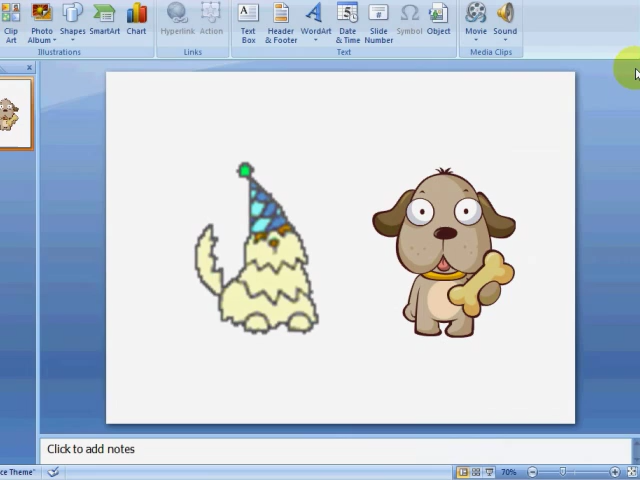 Clip Art
Photo Album
Shapes
SmartArt
Chart
Hyperlink
Action
Text Box
Header & Footer
A WordArt
Date & Time
Slide Number
Symbol
Object
Movie
Sound
Illustrations
Links
Text
Media Clips
Click to add notes
ce Theme"
70%